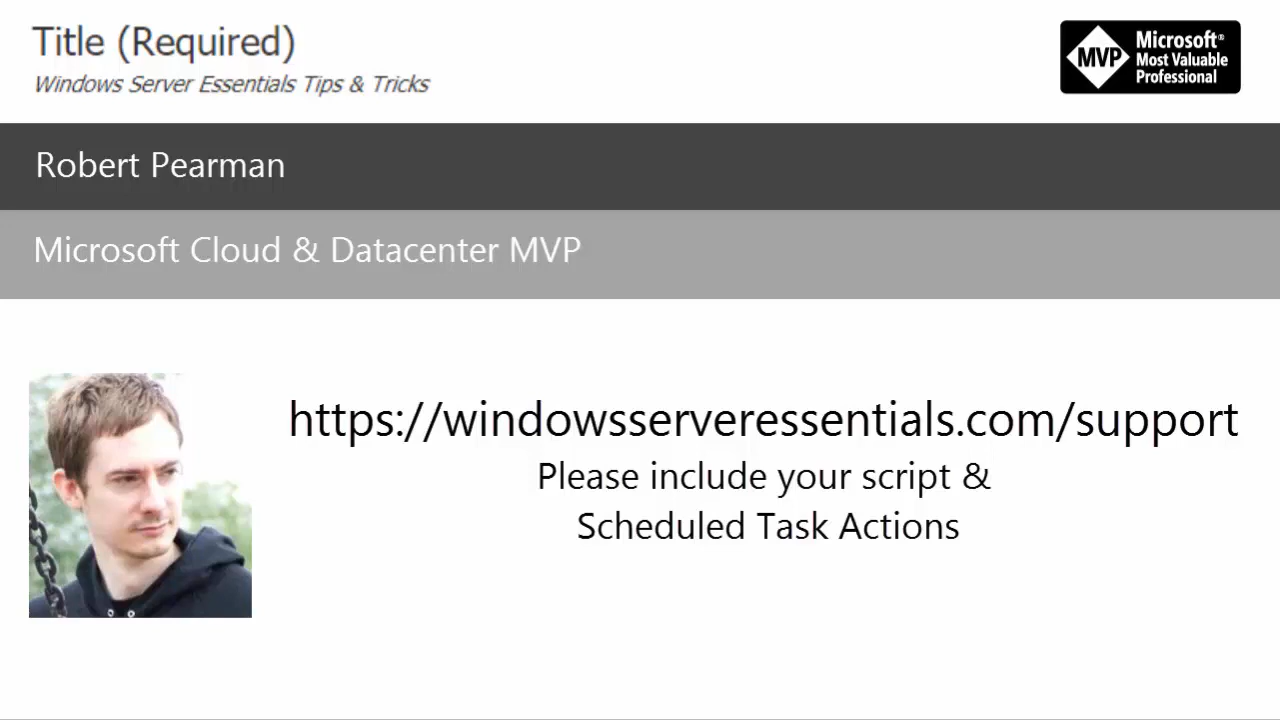 Title (Required)
Windows Server Essentials Tips & Tricks
MVP
Microsoft®
Most Valuable
Professional
Robert Pearman
Microsoft Cloud & Datacenter MVP
https://windowsserveressentials.com/support
Please include your script &
Scheduled Task Actions